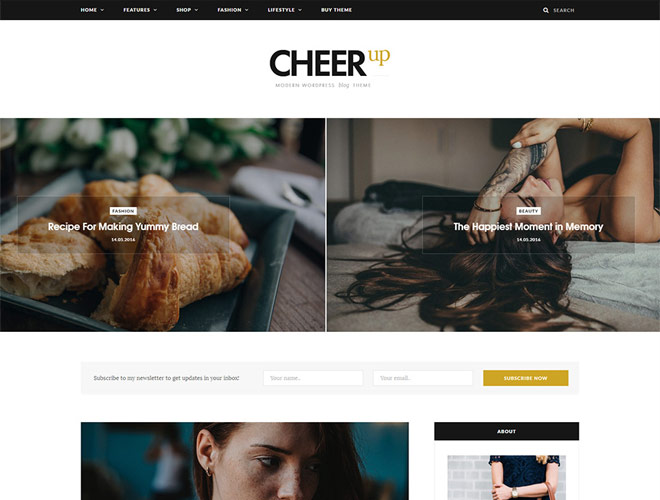 HOME FEATURES SHOP FASHION LIFESTYLE BUY THEME SEARCH
CHEER up
MODERN WORDPRESS blog THEME
FASHION
Recipe For Making Yummy Bread
14.03.2016
BEAUTY
The Happiest Moment in Memory
14.03.2016
Subscribe to my newsletter to get updates in your inbox! Your name.. Your email.. SUBSCRIBE NOW
ABOUT